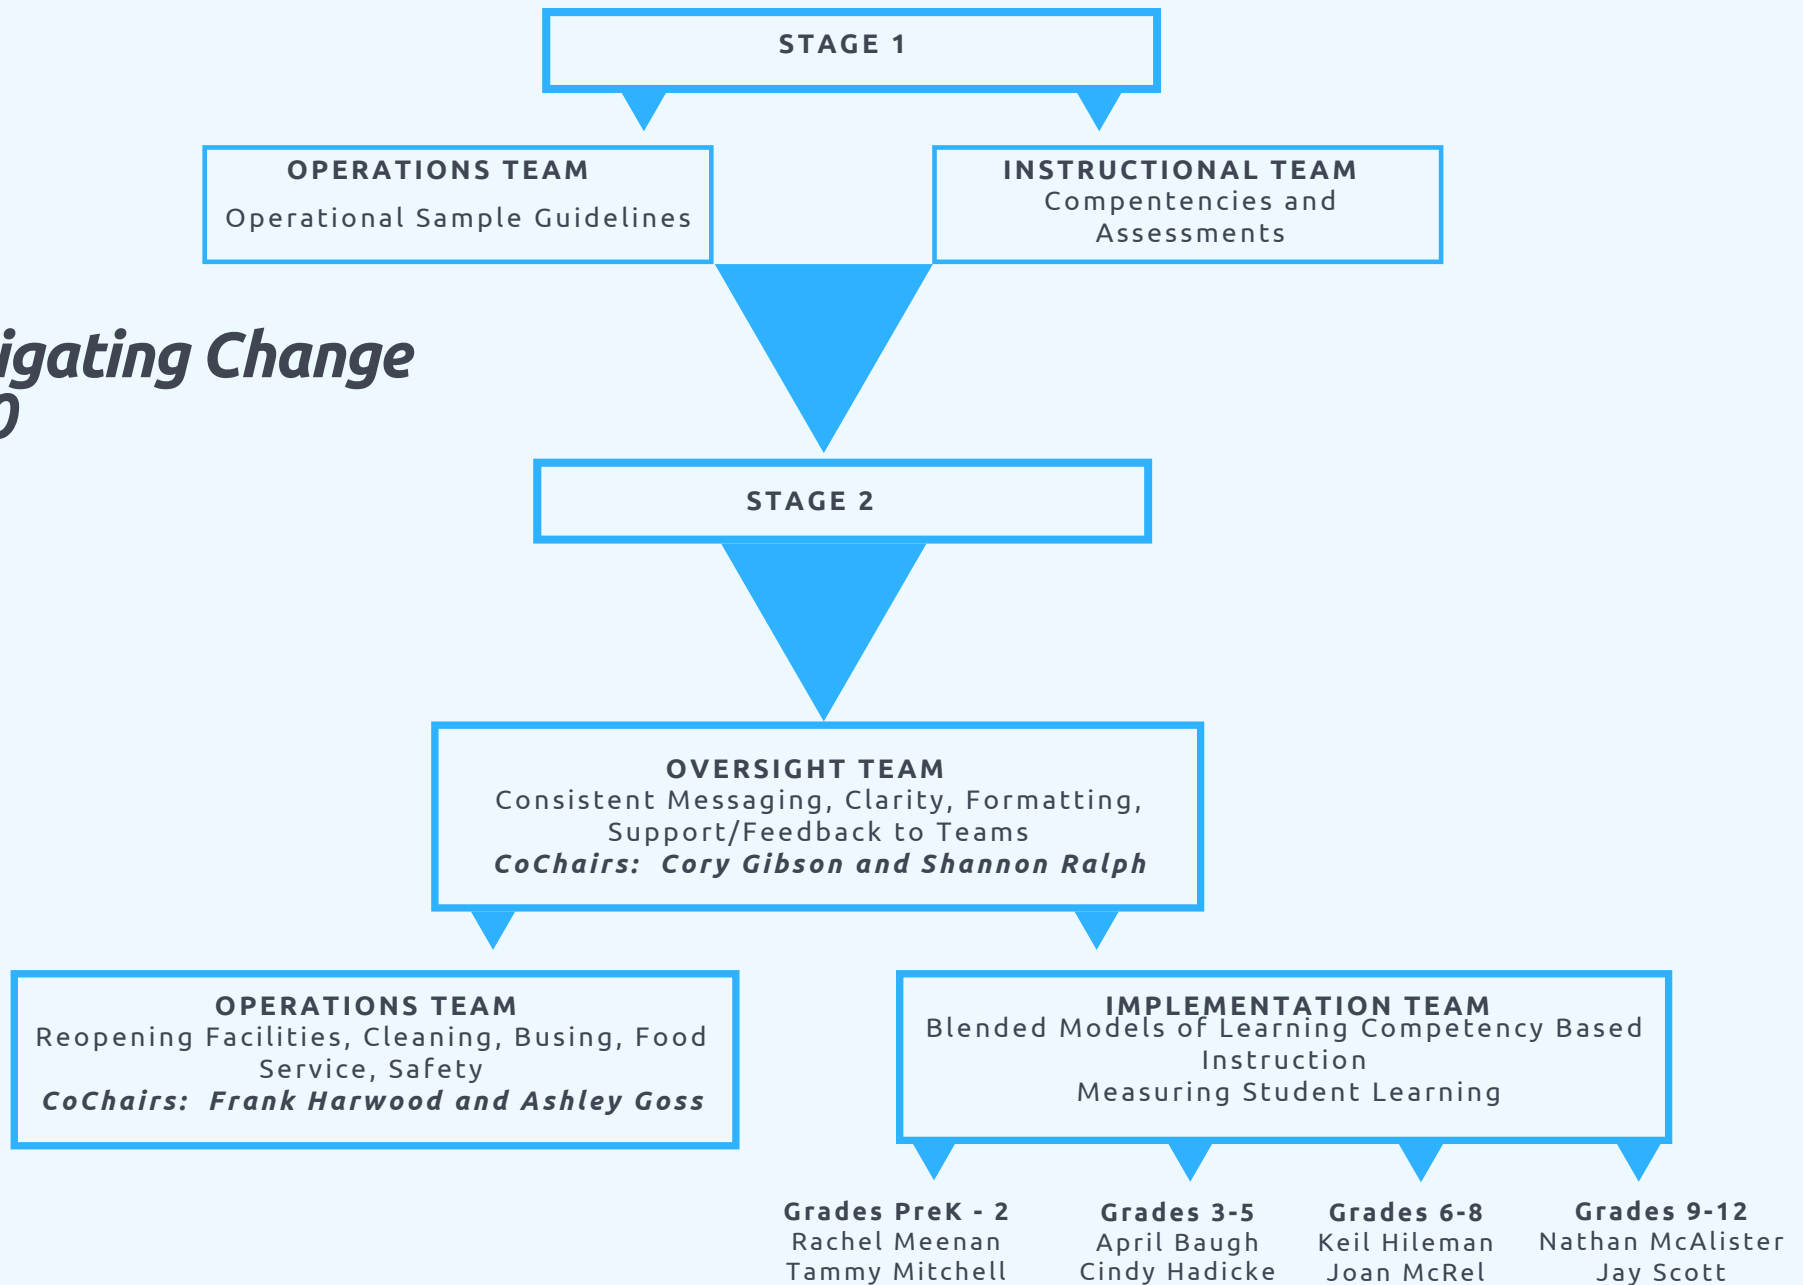 STAGE 1
OPERATIONS TEAM
Operational Sample Guidelines
INSTRUCTIONAL TEAM
Compentencies and
Assessments
igating Change
0
STAGE 2
OVERSIGHT TEAM
Consistent Messaging, Clarity, Formatting,
Support/Feedback to Teams
CoChairs: Cory Gibson and Shannon Ralph
OPERATIONS TEAM
Reopening Facilities, Cleaning, Busing, Food
Service, Safety
CoChairs: Frank Harwood and Ashley Goss
IMPLEMENTATION TEAM
Blended Models of Learning Competency Based
Instruction
Measuring Student Learning
Grades PreK - 2
Rachel Meenan
Tammy Mitchell
Grades 3-5
April Baugh
Cindy Hadicke
Grades 6-8
Keil Hileman
Joan McRel
Grades 9-12
Nathan McAlister
Jay Scott